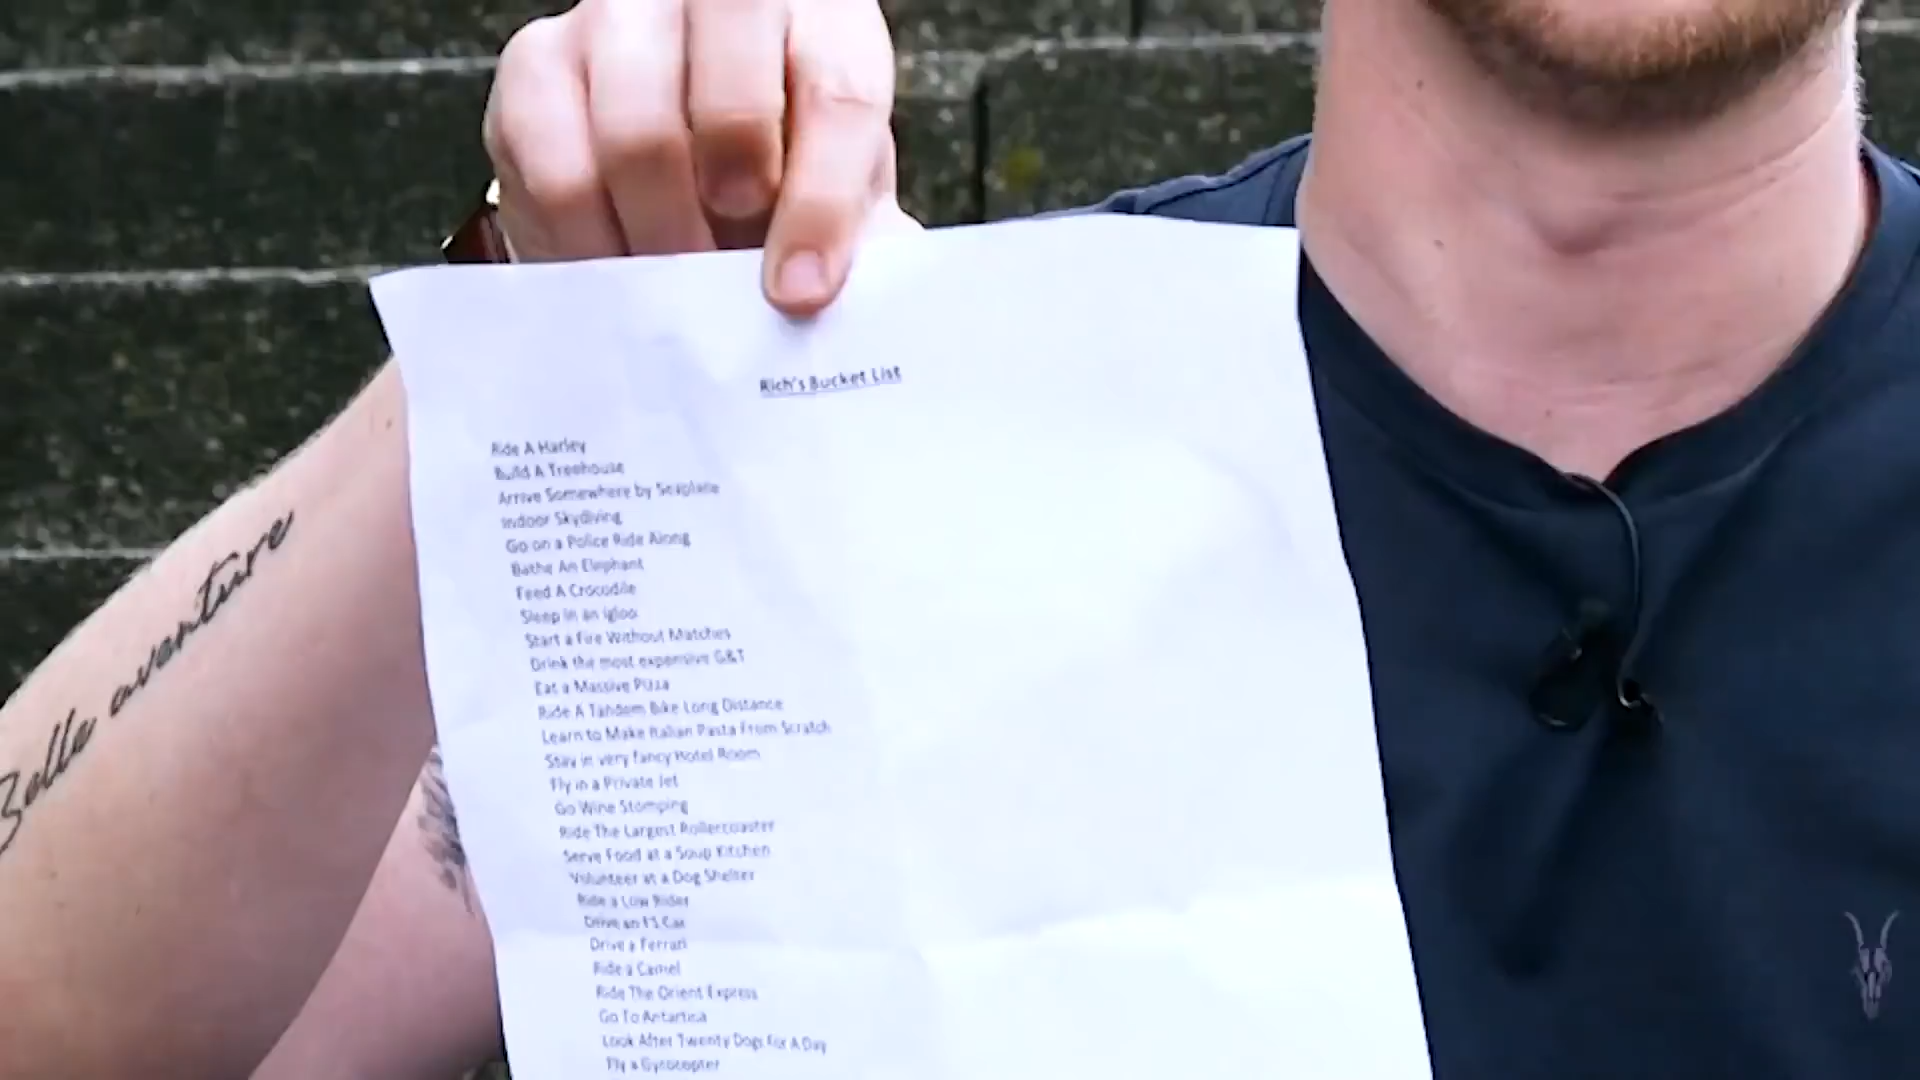 Rich's Bucket List
Ride A Harley
Build A Treehouse
Arrive Somewhere by Seaplane
Indoor Skydiving
Go on a Police Ride Along
Bathe An Elephant
Feed A Crocodile
Sleep in an Igloo
Start a Fire Without Matches
Drink the most expensive G&T
Eat a Massive Pizza
Ride A Tandem Bike Long Distance
Learn to Make Italian Pasta From Scratch
Stay in very fancy Hotel Room
Fly in a Private Jet
Go Wine Stomping
Ride The Largest Rollercoaster
Serve Food at a Soup Kitchen
Volunteer at a Dog Shelter
Ride a Low Rider
Drive an Car
Drive a Ferrari
Ride a Camel
Ride The Orient Express
Go To Antartica
Look After Twenty Dogs For A Day
Fly a Gyrocopter
Belle aventure